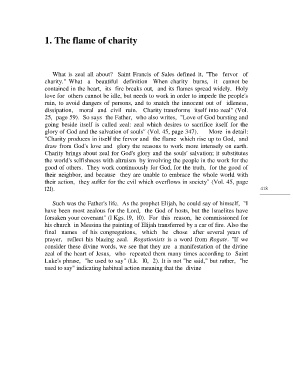 1. The flame of charity
What is zeal all about? Saint Francis of Sales defined it, "The fervor of
charity." What a beautiful definition When charity burns, it cannot be
contained in the heart, its fire breaks out, and its flames spread widely. Holy
love for others cannot be idle, but needs to work in order to impede the people's
ruin, to avoid dangers of persons, and to snatch the innocent out of idleness,
dissipation, moral and civil ruin. Charity transforms itself into zeal" (Vol.
25, page 59). So says the Father, who also writes, "Love of God bursting and
going beside itself is called zeal: zeal which desires to sacrifice itself for the
glory of God and the salvation of souls" (Vol. 45, page 347). More in detail:
"Charity produces in itself the fervor and the flame which rise up to God, and
draw from God's love and glory the reasons to work more intensely on earth.
Charity brings about zeal for God's glory and the souls' salvation; it substitutes
the world's selfishness with altruism by involving the people in the work for the
good of others. They work continuously for God, for the truth, for the good of
their neighbor, and because they are unable to embrace the whole world with
their action, they suffer for the evil which overflows in society" (Vol. 45, page
12l).
Such was the Father's life. As the prophet Elijah, he could say of himself, "I
have been most zealous for the Lord, the God of hosts, but the Israelites have
forsaken your covenant" (I Kgs. 19, 10). For this reason, he commissioned for
his church in Messina the painting of Elijah transferred by a car of fire. Also the
final names of his congregations, which he chose after several years of
prayer, reflect his blazing zeal. Rogationists is a word from Rogate. "If we
consider these divine words, we see that they are a manifestation of the divine
zeal of the heart of Jesus, who repeated them many times according to Saint
Luke's phrase, "he used to say" (Lk. 10, 2). It is not "he said," but rather, "he
used to say" indicating habitual action meaning that the divine